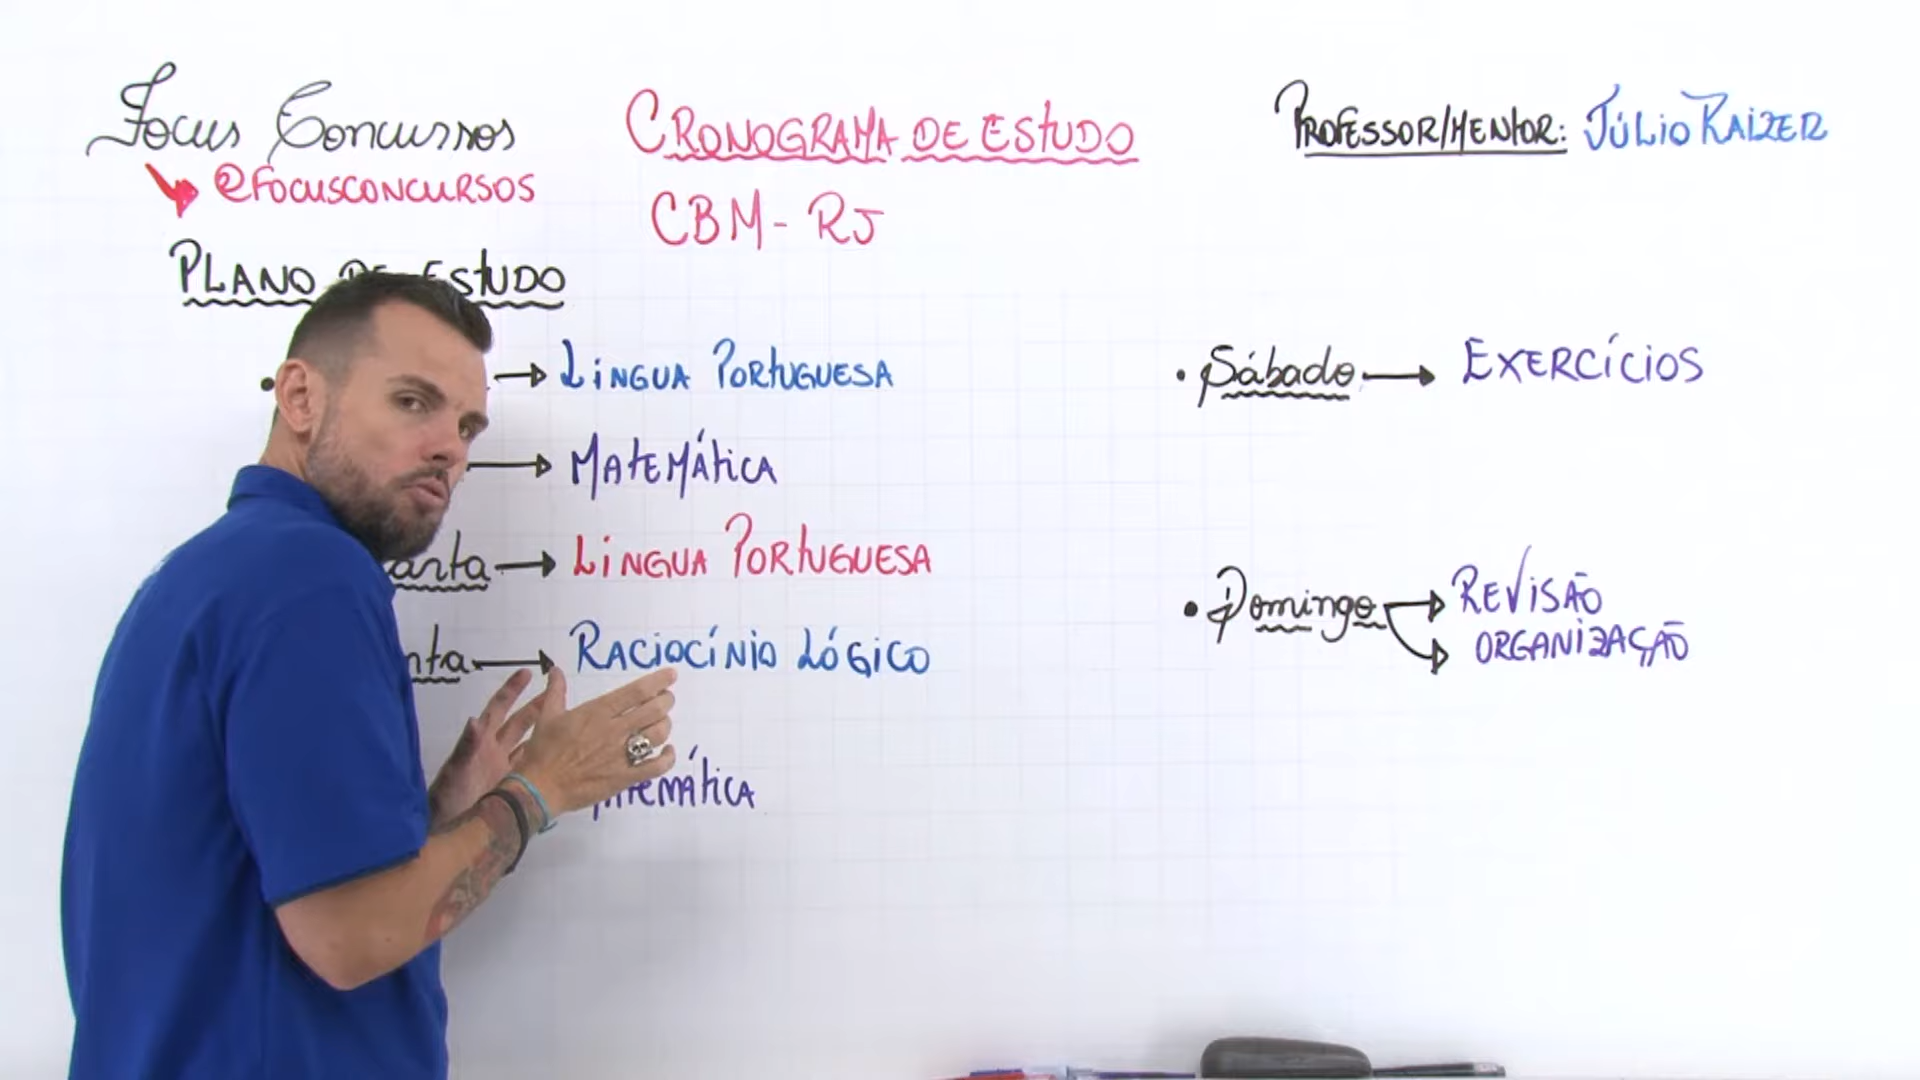 Focus Concursos
@FOCUSCONCURSOS
CRONOGRAMA DE ESTUDO
CBM - RJ
PROFESSOR/MENTOR: JÚLIO RAIZER
PLANO DE ESTUDO
LÍNGUA PORTUGUESA
MATEMÁTICA
arta LÍNGUA PORTUGUESA
nta RACIOCÍNIO LÓGICO
temática
Sábado EXERCÍCIOS
Domingo REVISÃO
ORGANIZAÇÃO